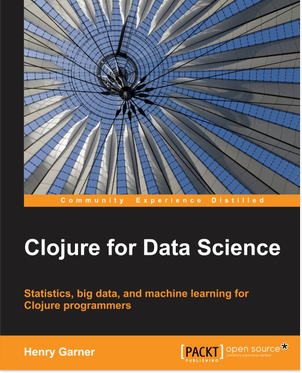 Community Experience Distilled
Clojure for Data Science
Statistics, big data, and machine learning for
Clojure programmers
Henry Garner
[PACKT]
PUBLISHING
open source*